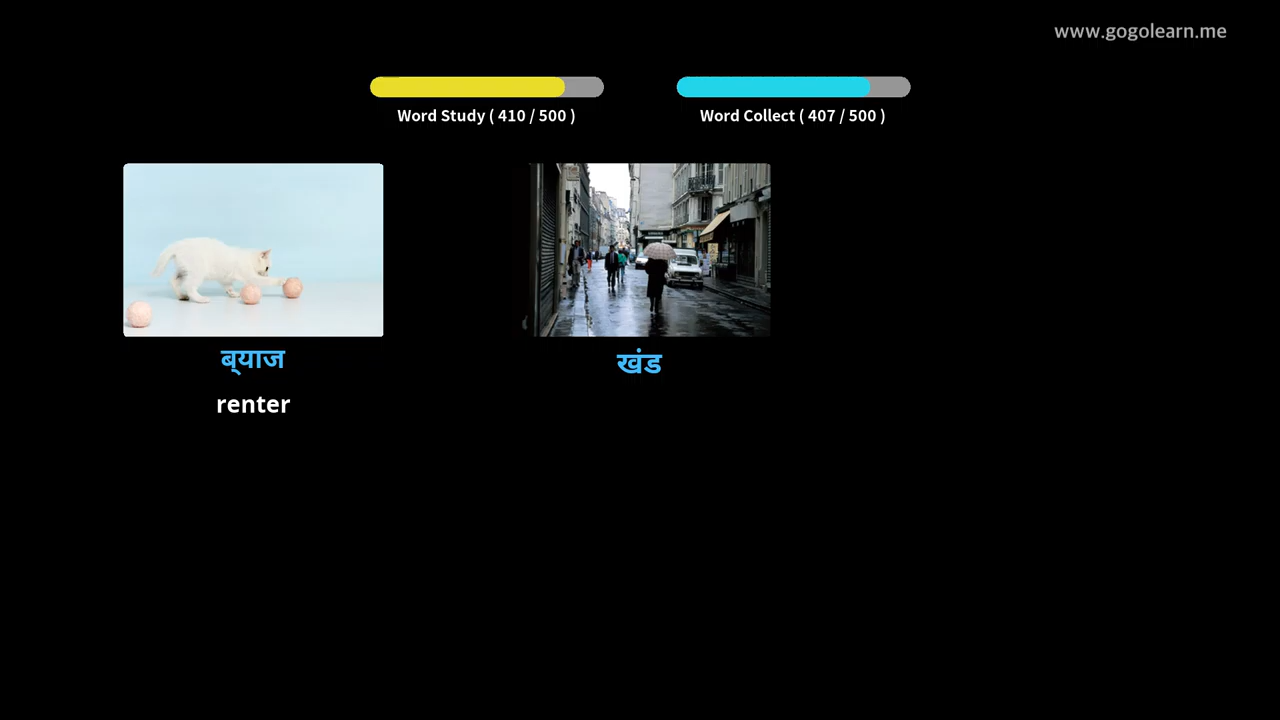 www.gogolearn.me
Word Study ( 410 / 500 )
Word Collect ( 407 / 500 )
ब्याज
खंड
renter